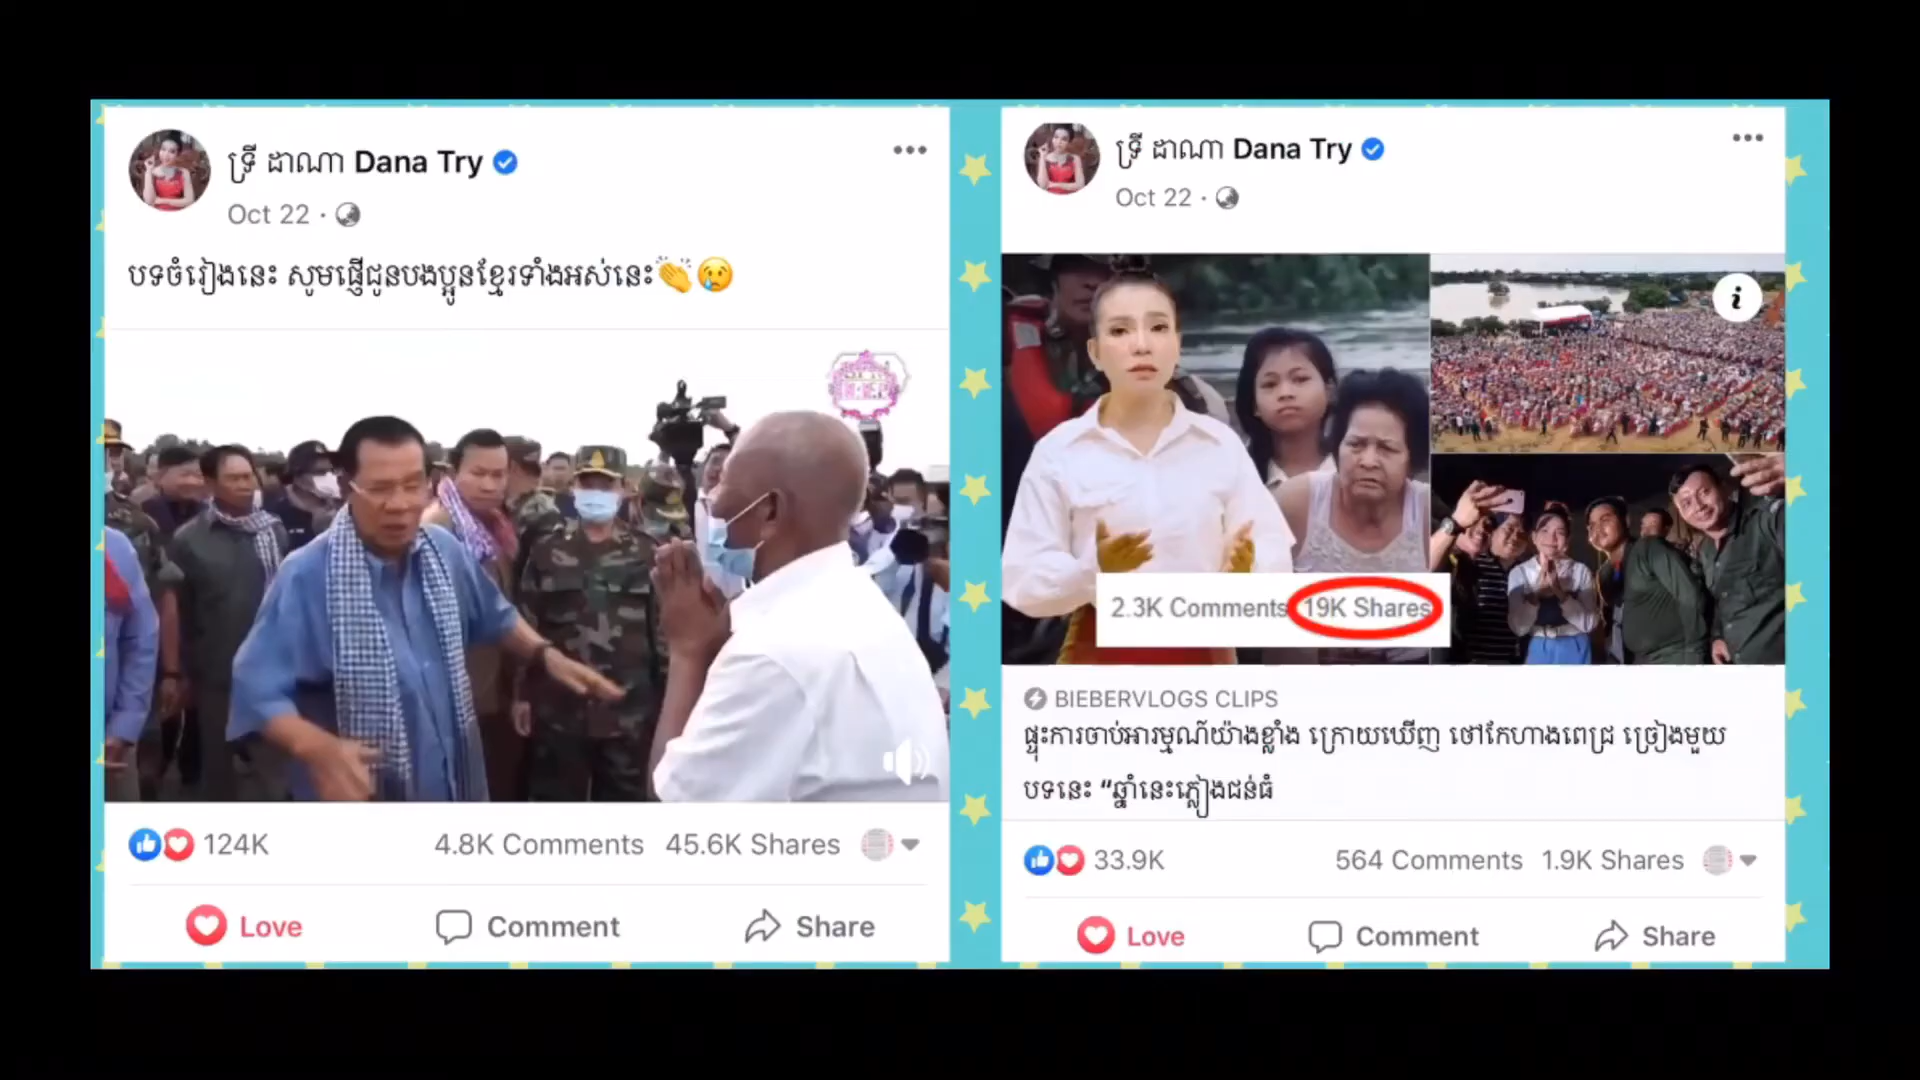 ទ្រី ដាណា Dana Try
Oct 22 ·
បទចំរៀងនេះ សូមផ្ញើជូនបងប្អូនខ្មែរទាំងអស់នេះ👏😢
124K
4.8K Comments 45.6K Shares
Love Comment Share
ទ្រី ដាណា Dana Try
Oct 22 ·
2.3K Comments 19K Shares
BIEBERVLOGS CLIPS
ផ្ទុះការចាប់អារម្មណ៍យ៉ាងខ្លាំង ក្រោយឃើញ ថៅកែហាងពេជ្រ ច្រៀងមួយ
បទនេះ “ឆ្នាំនេះភ្លៀងជន់ធំ
33.9K
564 Comments 1.9K Shares
Love Comment Share